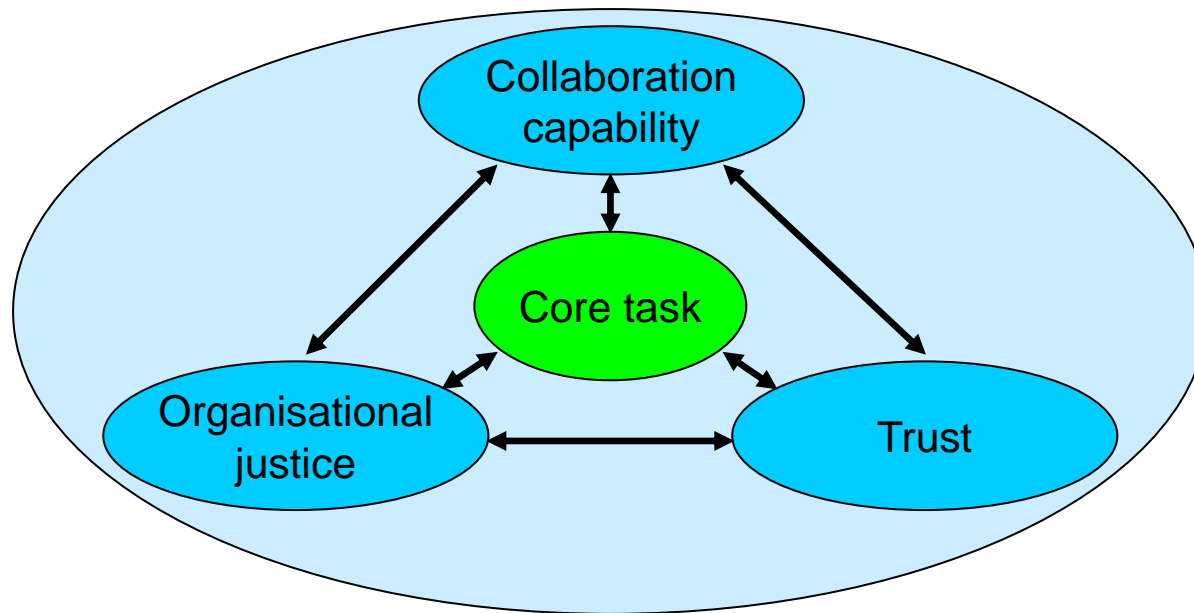 Collaboration
capability
Core task
Organisational
justice
Trust